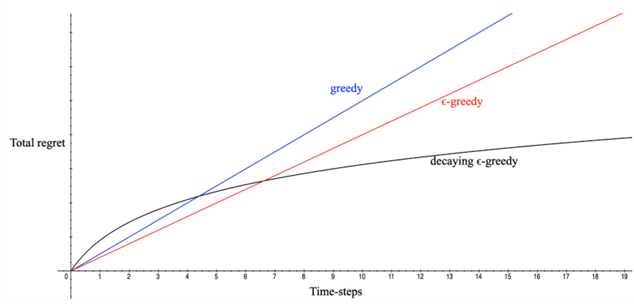 greedy
ϵ-greedy
Total regret
decaying ϵ-greedy
0 1 2 3 4 5 6 7 8 9 10 11 12 13 14 15 16 17 18 19
Time-steps